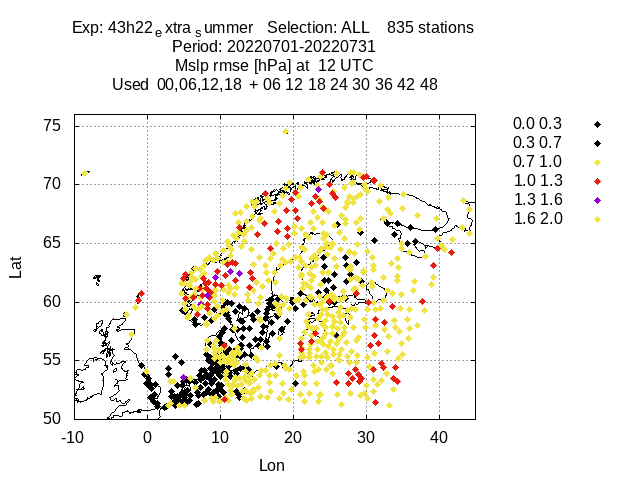 Exp: 43h22extrasummer Selection: ALL 835 stations
Period: 20220701-20220731
Mslp rmse [hPa] at 12 UTC
Used 00,06,12,18 + 06 12 18 24 30 36 42 48
75
70
65
60
55
50
Lat
-10 0 10 20 30 40
Lon
0.0 0.3
0.3 0.7
0.7 1.0
1.0 1.3
1.3 1.6
1.6 2.0